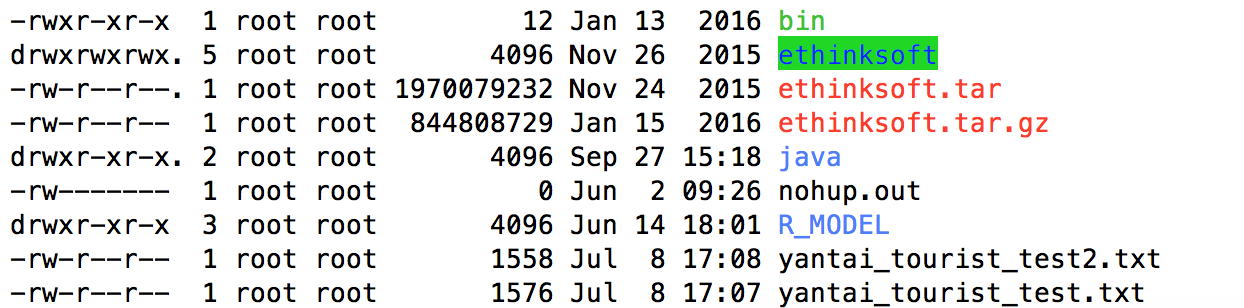 -rwxr-xr-x  1 root root         12 Jan 13  2016 bin
drwxrwxrwx. 5 root root       4096 Nov 26  2015 ethinksoft
-rw-r--r--. 1 root root 1970079232 Nov 24  2015 ethinksoft.tar
-rw-r--r--  1 root root  844808729 Jan 15  2016 ethinksoft.tar.gz
drwxr-xr-x. 2 root root       4096 Sep 27 15:18 java
-rw-------  1 root root          0 Jun  2 09:26 nohup.out
drwxr-xr-x  3 root root       4096 Jun 14 18:01 R_MODEL
-rw-r--r--  1 root root       1558 Jul  8 17:08 yantai_tourist_test2.txt
-rw-r--r--  1 root root       1576 Jul  8 17:07 yantai_tourist_test.txt